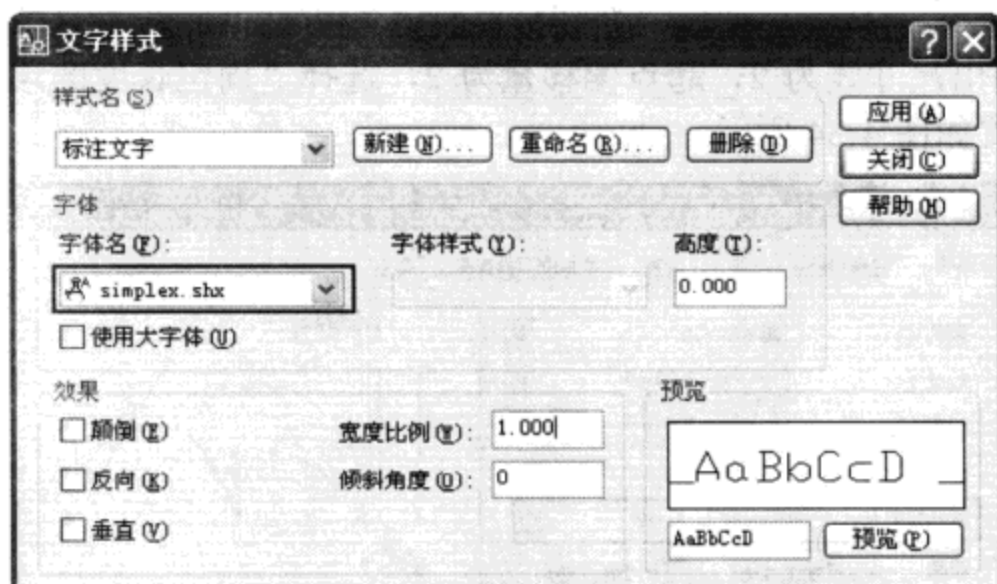 文字样式
样式名(S)
标注文字 新建(N)... 重命名(R)... 删除(D) 应用(A)
关闭(C)
帮助(H)
字体
字体名(F): 字体样式(Y): 高度(T):
simplex.shx 0.000
使用大字体(U)
效果
颠倒(E) 宽度比例(W): 1.000
反向(K) 倾斜角度(O): 0
垂直(V)
预览
AaBbCcD
AaBbCcD 预览(P)